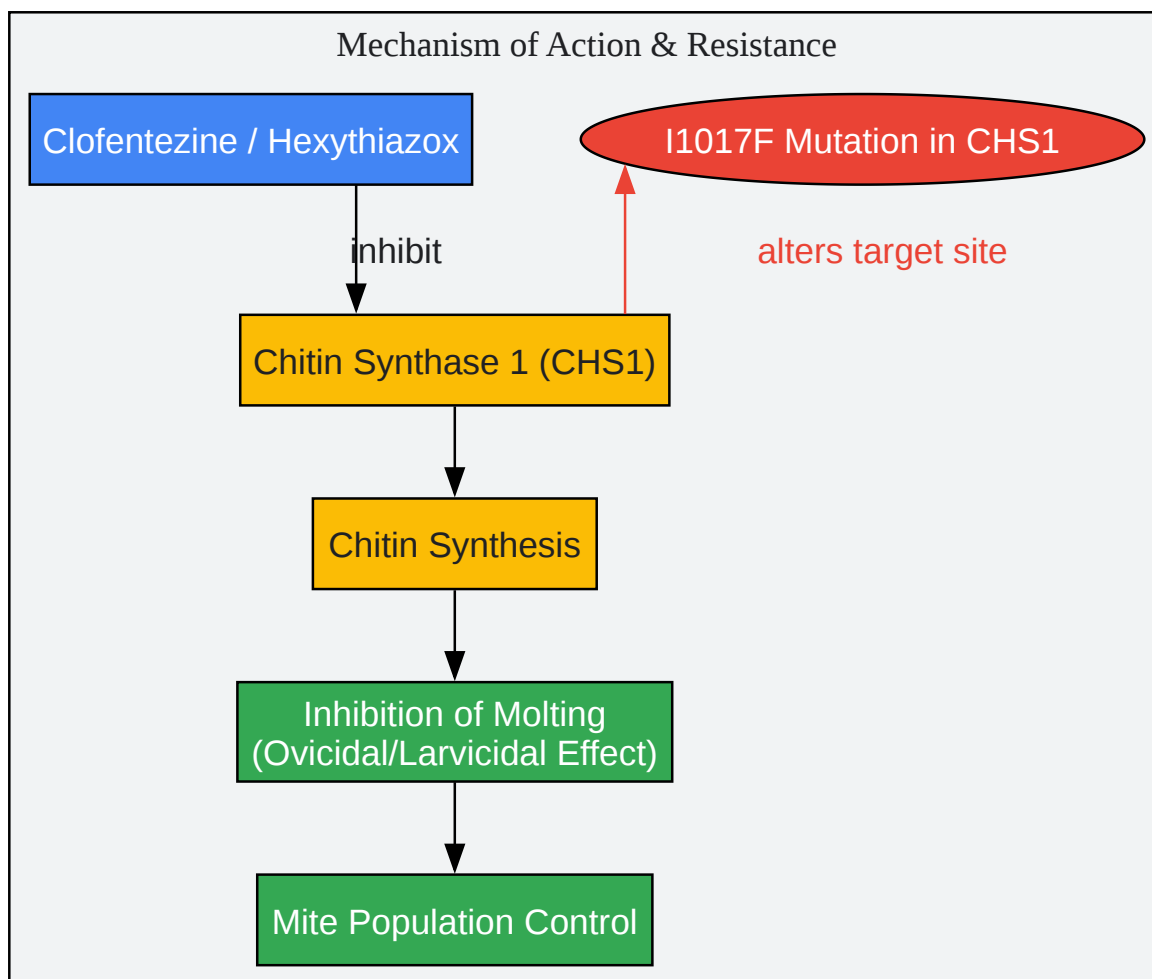 Mechanism of Action & Resistance
Clofentezine / Hexythiazox
I1017F Mutation in CHS1
inhibit
alters target site
Chitin Synthase 1 (CHS1)
Chitin Synthesis
Inhibition of Molting
(Ovicidal/Larvicidal Effect)
Mite Population Control